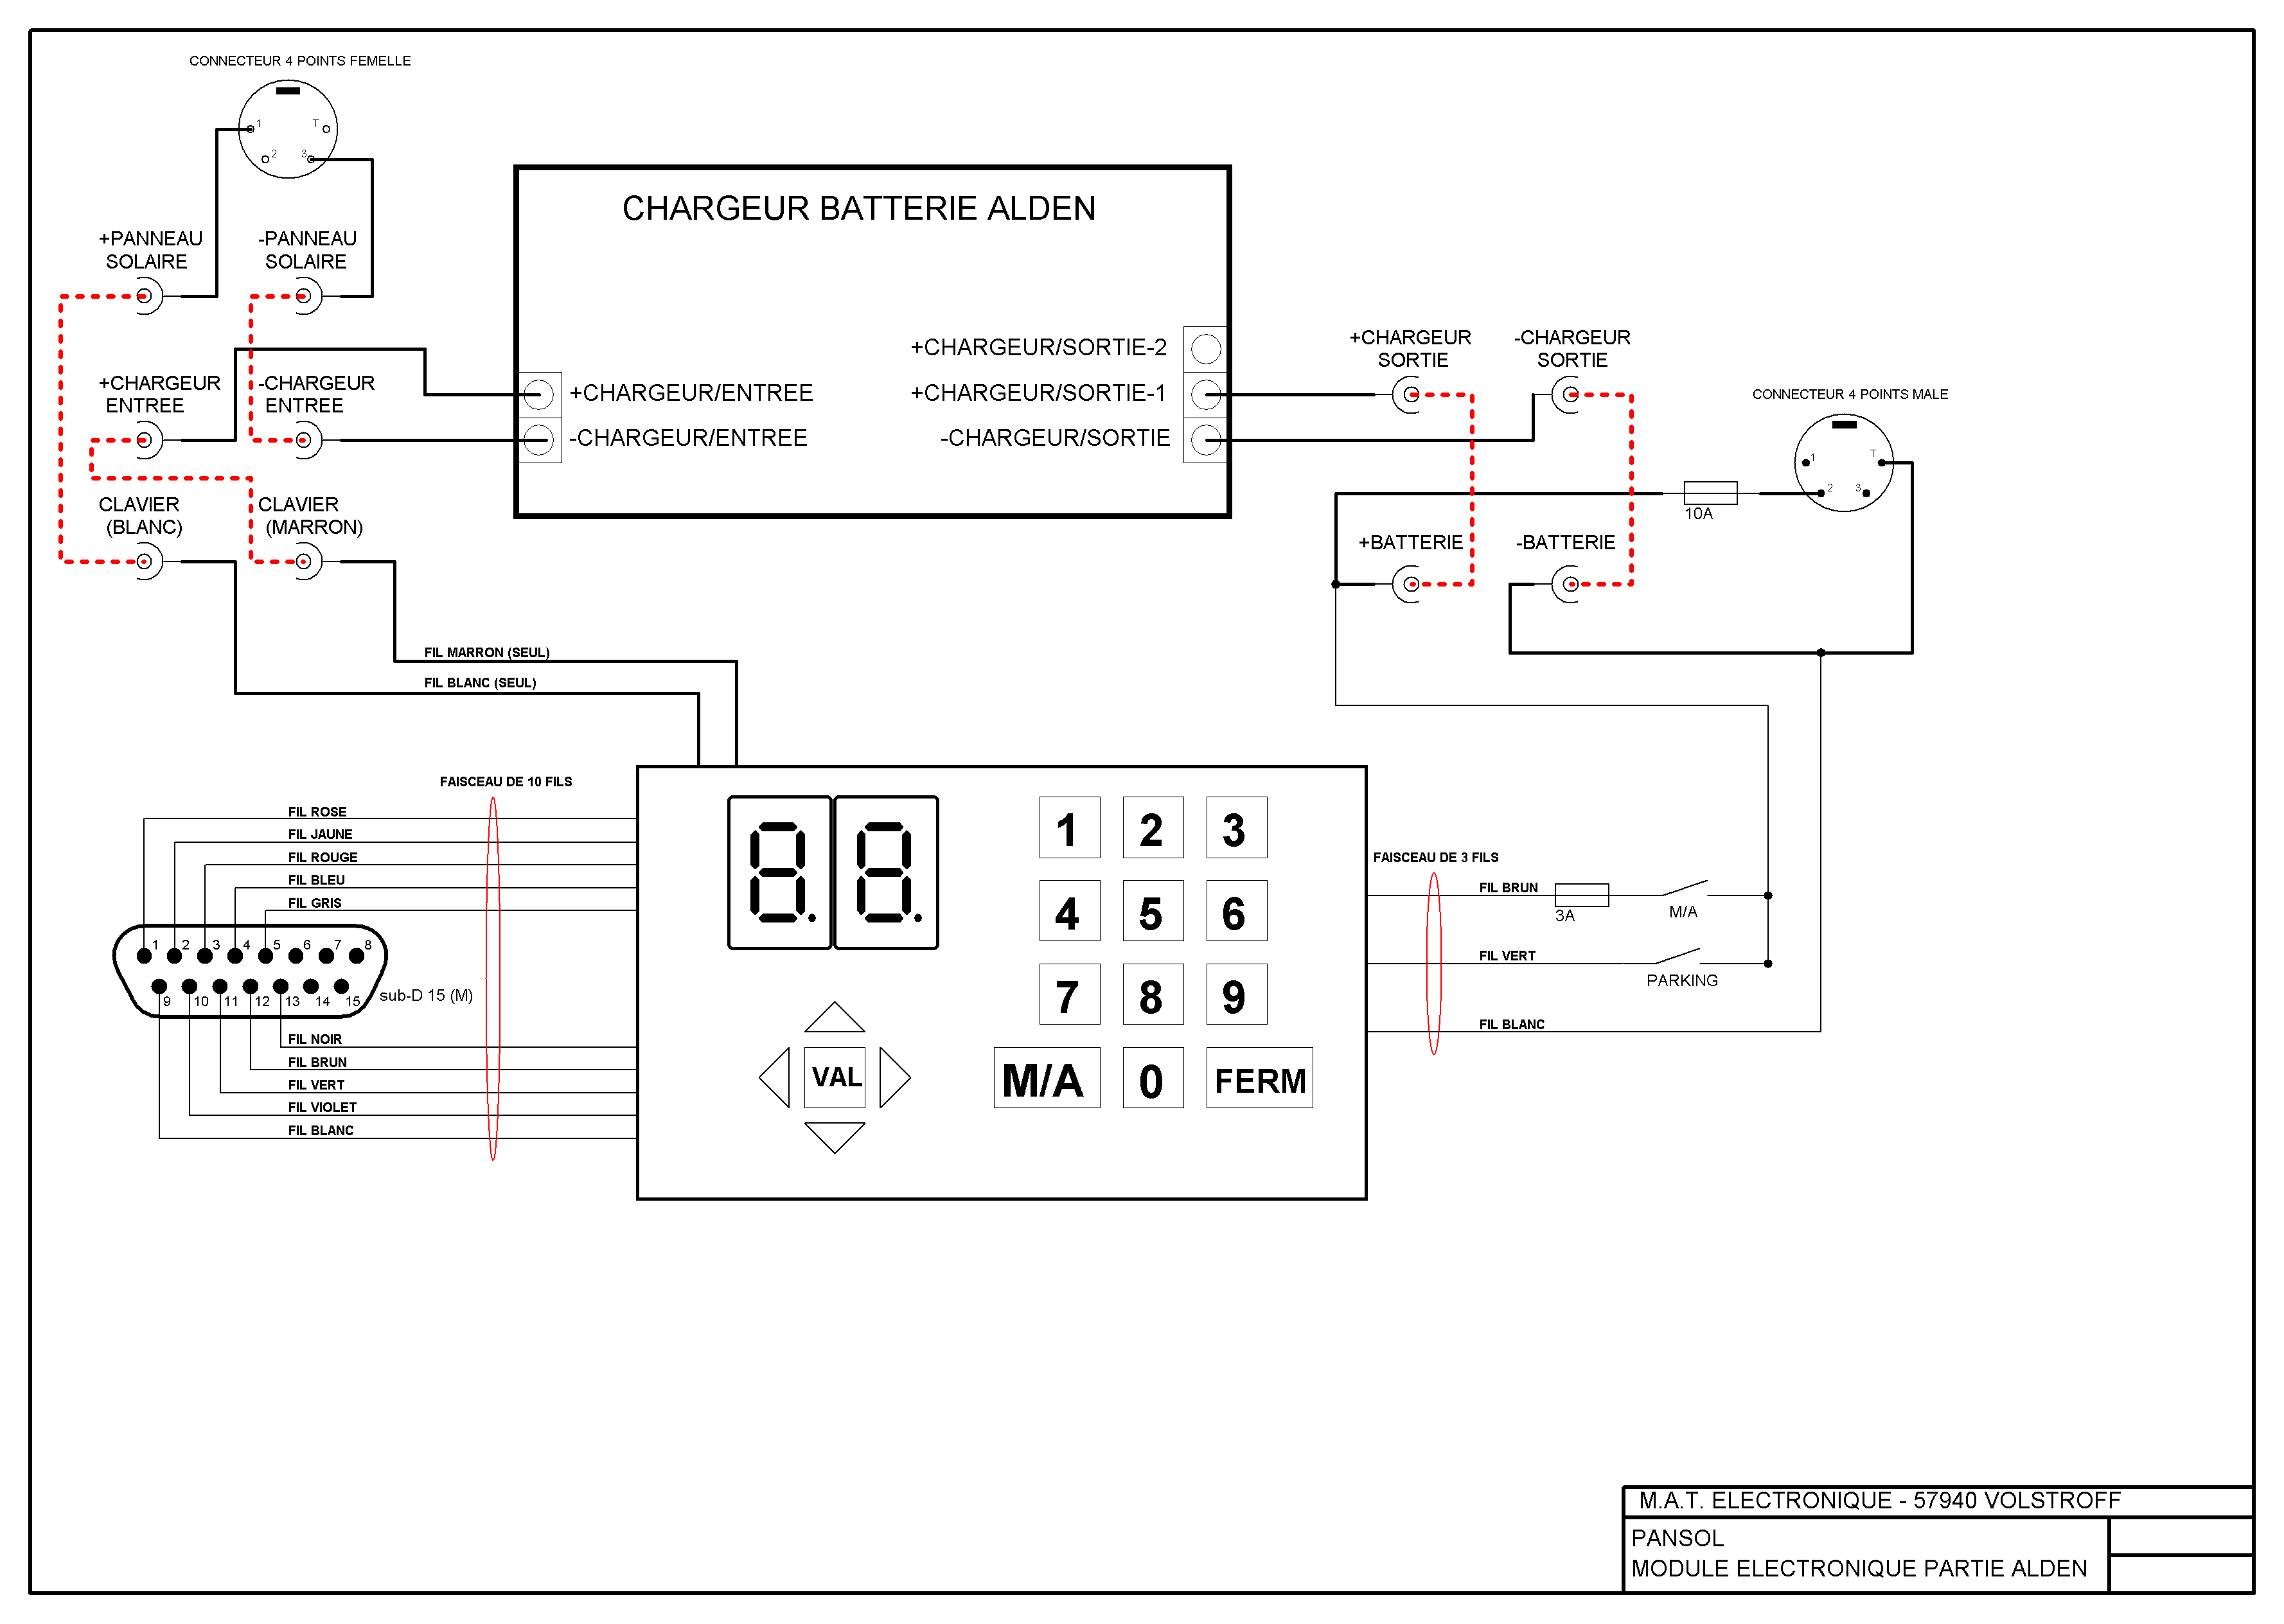 CONNECTEUR 4 POINTS FEMELLE
1
T
2
3
CHARGEUR BATTERIE ALDEN
+PANNEAU
SOLAIRE
-PANNEAU
SOLAIRE
+CHARGEUR
ENTREE
-CHARGEUR
ENTREE
+CHARGEUR/ENTREE
-CHARGEUR/ENTREE
+CHARGEUR/SORTIE-2
+CHARGEUR/SORTIE-1
-CHARGEUR/SORTIE
+CHARGEUR
SORTIE
-CHARGEUR
SORTIE
CONNECTEUR 4 POINTS MALE
1
T
2
3
10A
CLAVIER
(BLANC)
CLAVIER
(MARRON)
+BATTERIE
-BATTERIE
FIL MARRON (SEUL)
FIL BLANC (SEUL)
FAISCEAU DE 10 FILS
FIL ROSE
FIL JAUNE
FIL ROUGE
FIL BLEU
FIL GRIS
1 2 3 4 5 6 7 8
9 10 11 12 13 14 15
sub-D 15 (M)
FIL NOIR
FIL BRUN
FIL VERT
FIL VIOLET
FIL BLANC
8.8.
VAL
1 2 3
4 5 6
7 8 9
M/A 0 FERM
FAISCEAU DE 3 FILS
FIL BRUN
3A
M/A
FIL VERT
PARKING
FIL BLANC
M.A.T. ELECTRONIQUE - 57940 VOLSTROFF
PANSOL
MODULE ELECTRONIQUE PARTIE ALDEN